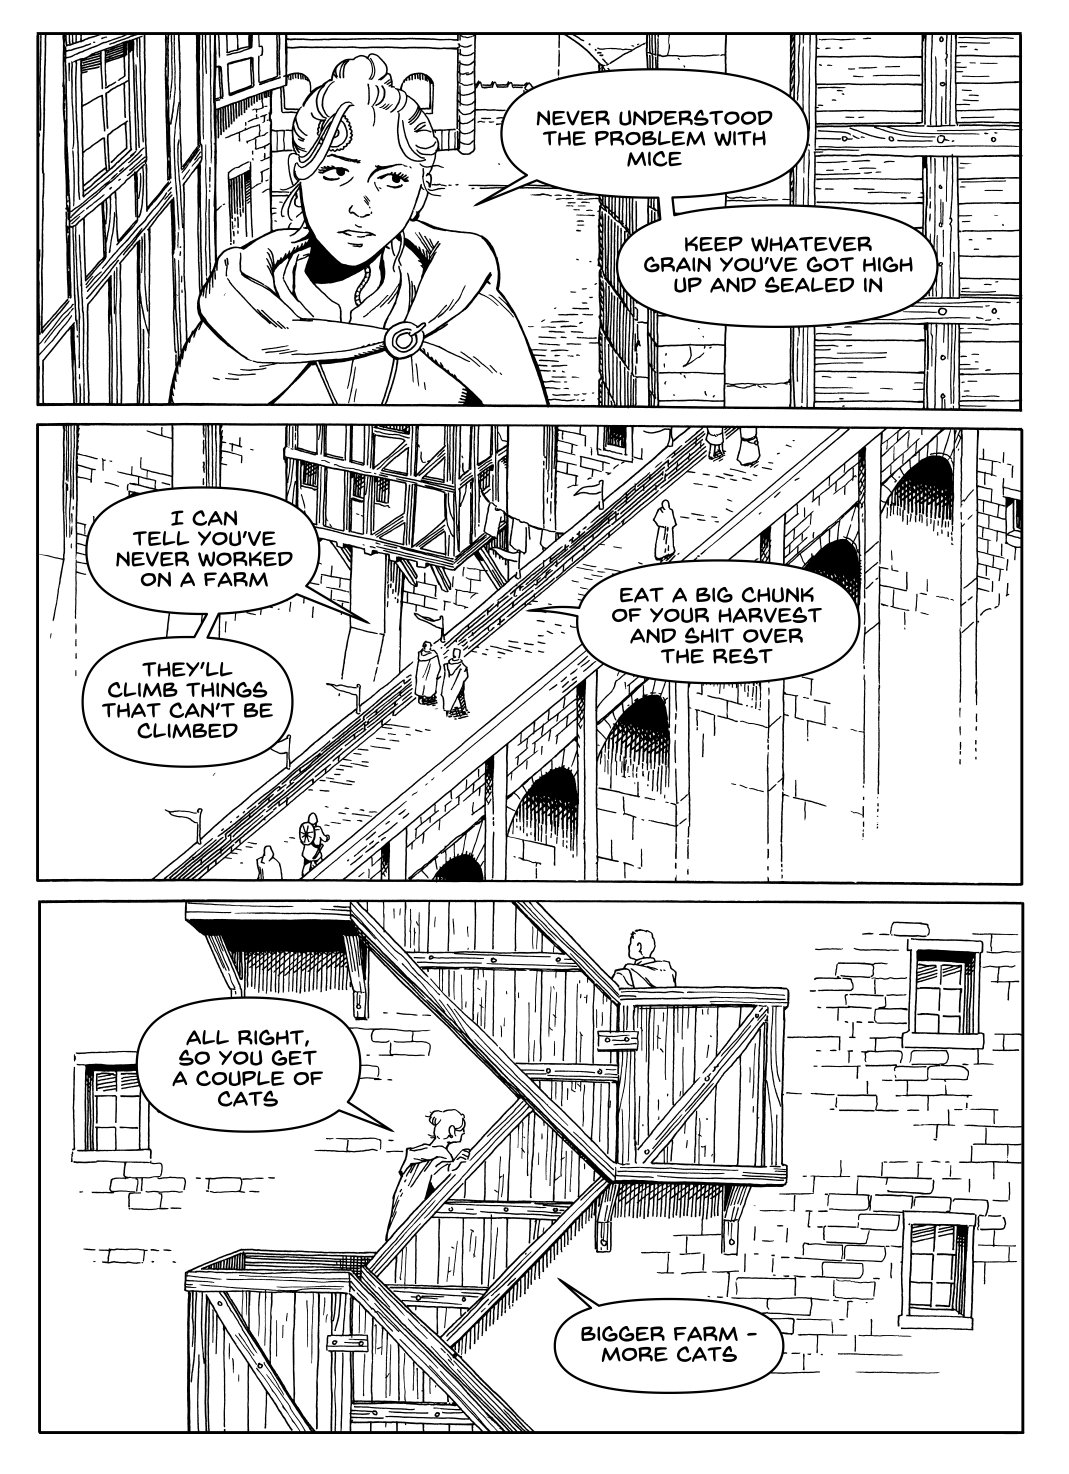 NEVER UNDERSTOOD
THE PROBLEM WITH
MICE
KEEP WHATEVER
GRAIN YOU'VE GOT HIGH
UP AND SEALED IN
I CAN
TELL YOU'VE
NEVER WORKED
ON A FARM
THEY'LL
CLIMB THINGS
THAT CAN'T BE
CLIMBED
EAT A BIG CHUNK
OF YOUR HARVEST
AND SHIT OVER
THE REST
ALL RIGHT,
SO YOU GET
A COUPLE OF
CATS
BIGGER FARM -
MORE CATS